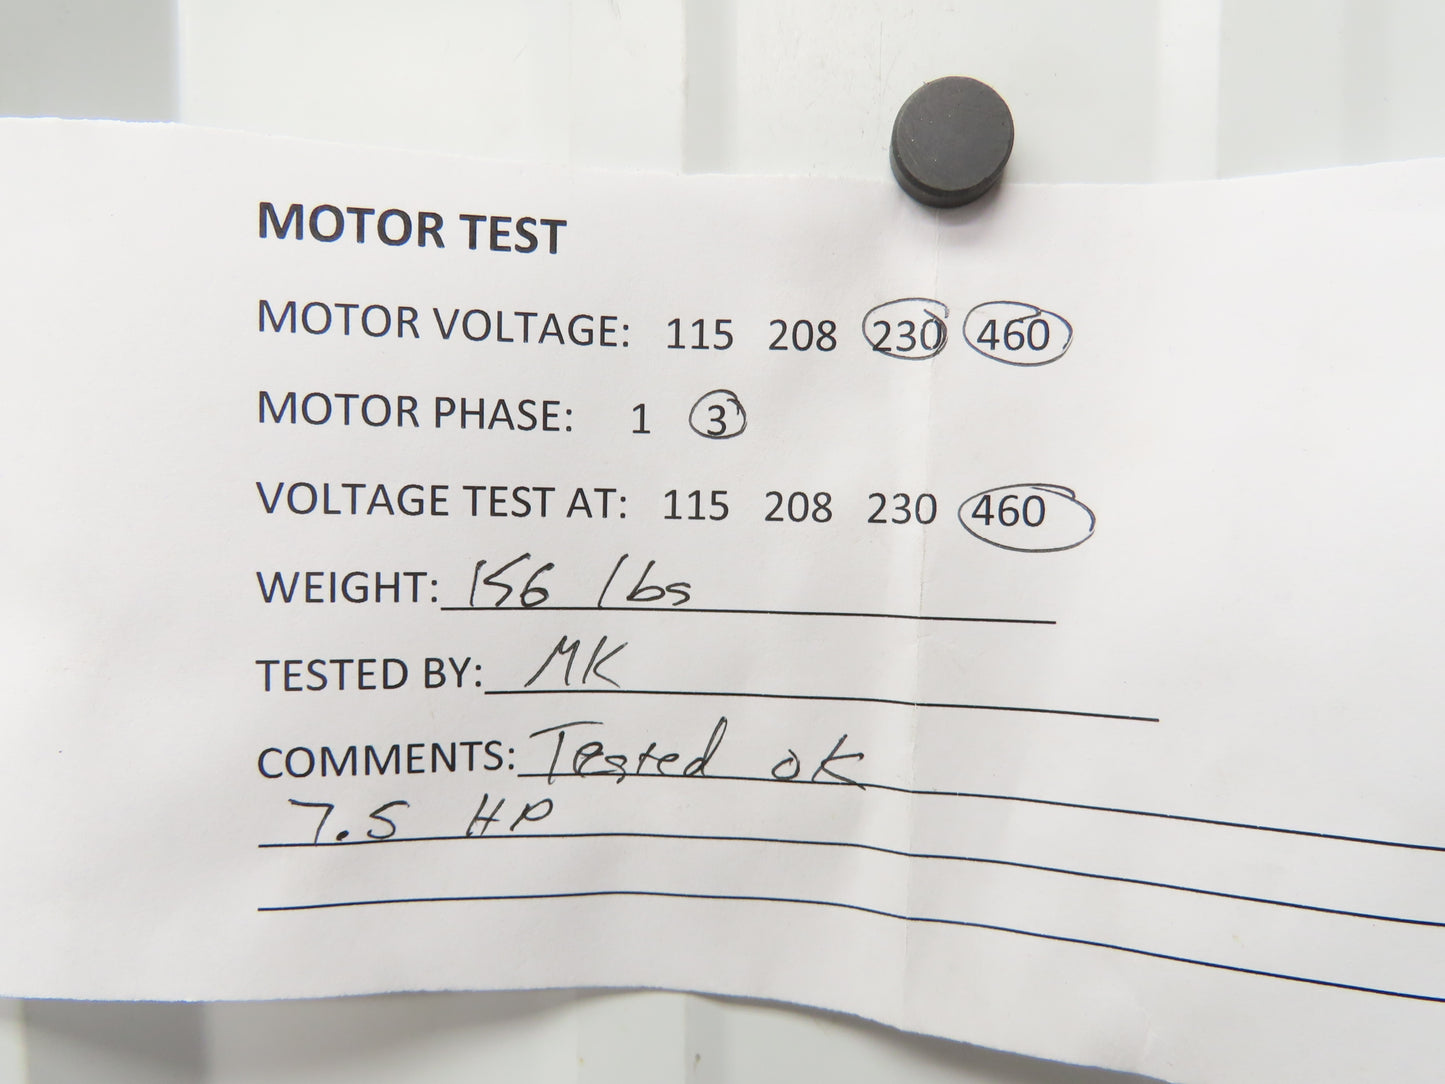 MOTOR TEST
MOTOR VOLTAGE: 115 208 230 460
MOTOR PHASE: 1 3
VOLTAGE TEST AT: 115 208 230 460
WEIGHT: 156 lbs
TESTED BY: MK
COMMENTS: Tested ok
7.5 HP